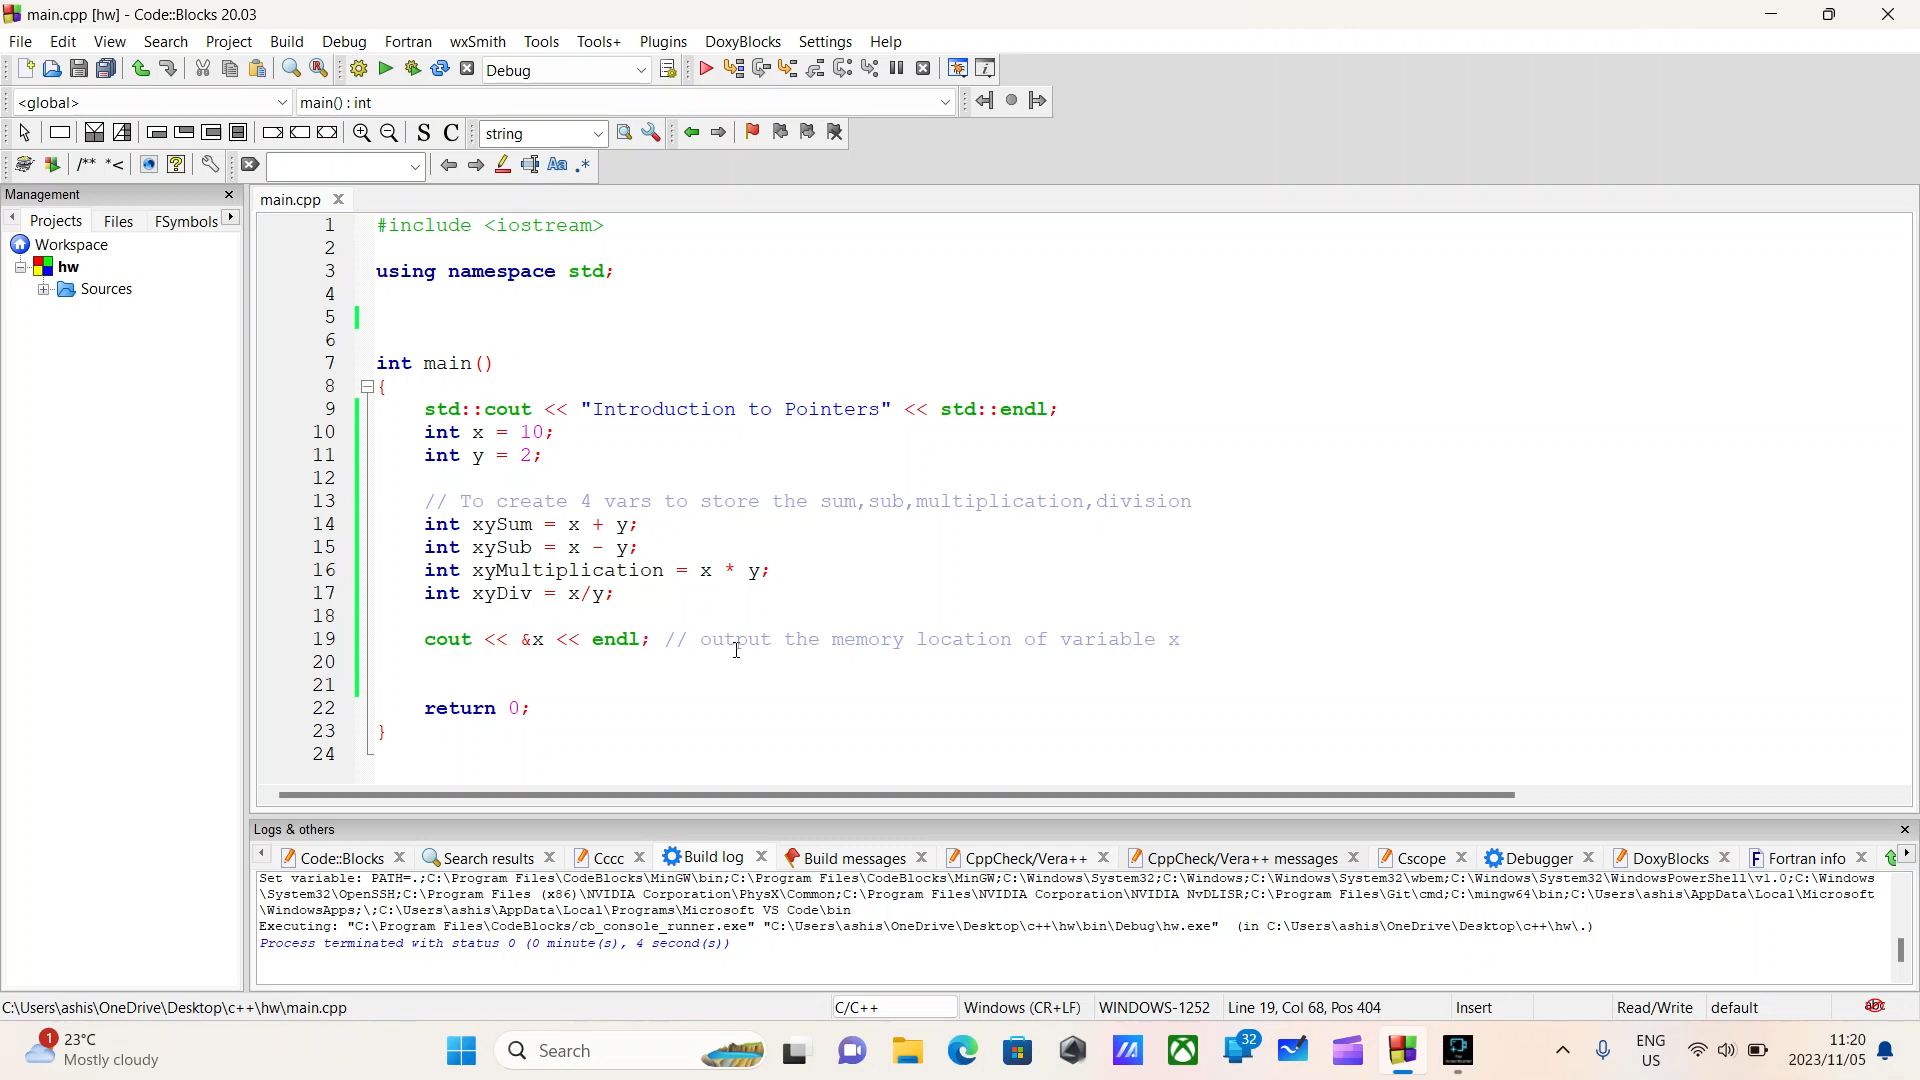 main.cpp [hw] - Code::Blocks 20.03
File Edit View Search Project Build Debug Fortran wxSmith Tools Tools+ Plugins DoxyBlocks Settings Help
Debug
<global> main() : int
S C string
/** *< Aa .*
Management
Projects Files FSymbols
Workspace
hw
Sources
main.cpp
1 #include <iostream>
2
3 using namespace std;
4
5
6
7 int main()
8 {
9 std::cout << "Introduction to Pointers" << std::endl;
10 int x = 10;
11 int y = 2;
12
13 // To create 4 vars to store the sum,sub,multiplication,division
14 int xySum = x + y;
15 int xySub = x - y;
16 int xyMultiplication = x * y;
17 int xyDiv = x/y;
18
19 cout << &x << endl; // output the memory location of variable x
20
21
22 return 0;
23 }
24
Logs & others
Code::Blocks Search results Cccc Build log Build messages CppCheck/Vera++ CppCheck/Vera++ messages Cscope Debugger DoxyBlocks Fortran info
Set variable: PATH=.;C:\Program Files\CodeBlocks\MinGW\bin;C:\Program Files\CodeBlocks\MinGW;C:\Windows\System32;C:\Windows;C:\Windows\System32\wbem;C:\Windows\System32\WindowsPowerShell\v1.0;C:\Windows
\System32\OpenSSH;C:\Program Files (x86)\NVIDIA Corporation\PhysX\Common;C:\Program Files\NVIDIA Corporation\NVIDIA NvDLISR;C:\Program Files\Git\cmd;C:\mingw64\bin;C:\Users\ashis\AppData\Local\Microsoft
\WindowsApps;\;C:\Users\ashis\AppData\Local\Programs\Microsoft VS Code\bin
Executing: "C:\Program Files\CodeBlocks/cb_console_runner.exe" "C:\Users\ashis\OneDrive\Desktop\c++\hw\bin\Debug\hw.exe" (in C:\Users\ashis\OneDrive\Desktop\c++\hw\.)
Process terminated with status 0 (0 minute(s), 4 second(s))
C:\Users\ashis\OneDrive\Desktop\c++\hw\main.cpp C/C++ Windows (CR+LF) WINDOWS-1252 Line 19, Col 68, Pos 404 Insert Read/Write default abc
1 23°C
Mostly cloudy
Search
32
ENG
US
11:20
2023/11/05